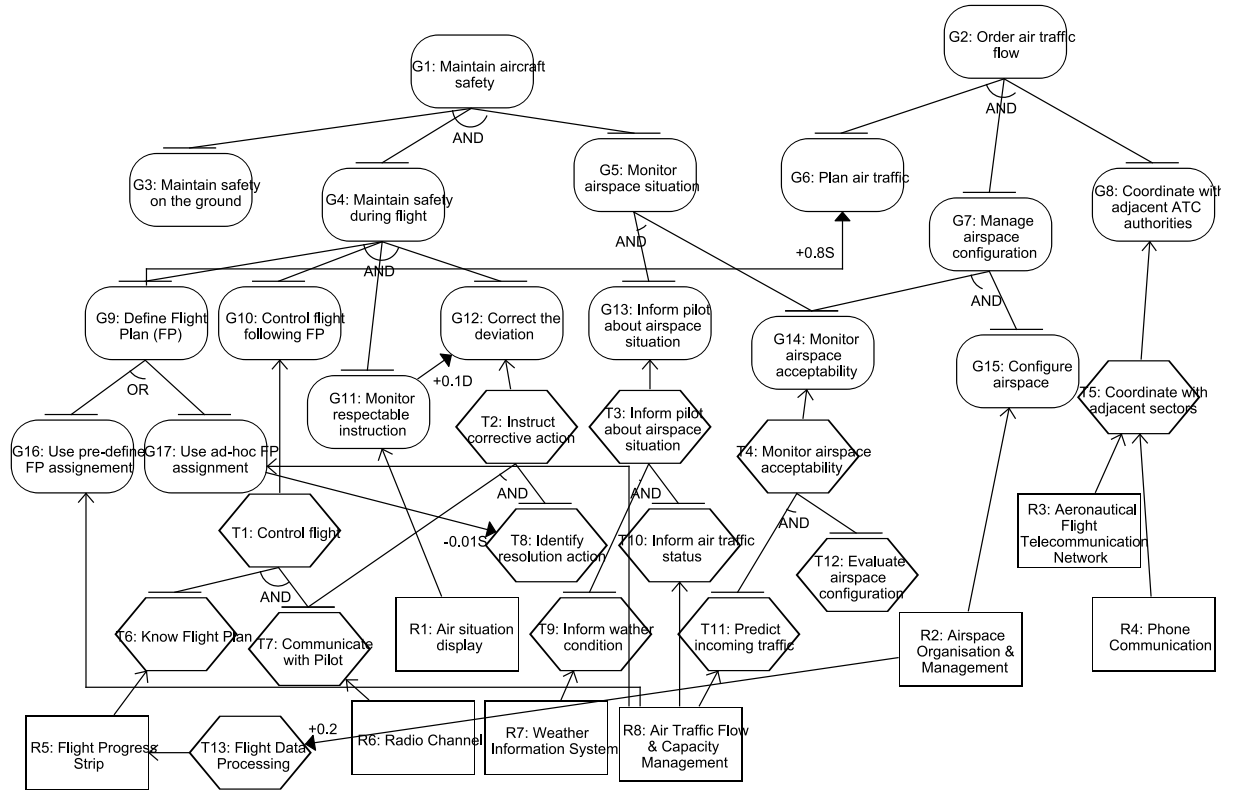 G2: Order air traffic
flow
G1: Maintain aircraft
safety
AND
AND
G3: Maintain safety
on the ground
G4: Maintain safety
during flight
G5: Monitor
airspace situation
G6: Plan air traffic
G7: Manage
airspace
configuration
G8: Coordinate with
adjacent ATC
authorities
AND
AND
+0.8S
AND
G9: Define Flight
Plan (FP)
G10: Control flight
following FP
G12: Correct the
deviation
G13: Inform pilot
about airspace
situation
G14: Monitor
airspace
acceptability
G15: Configure
airspace
OR
+0.1D
G11: Monitor
respectable
instruction
T2: Instruct
corrective action
T3: Inform pilot
about airspace
situation
T5: Coordinate with
adjacent sectors
G16: Use pre-define
FP assignement
G17: Use ad-hoc FP
assignment
T4: Monitor airspace
acceptability
AND
AND
AND
T1: Control flight
-0.01S
T8: Identify
resolution action
T10: Inform air traffic
status
T12: Evaluate
airspace
configuration
R3: Aeronautical
Flight
Telecommunication
Network
AND
T6: Know Flight Plan
T7: Communicate
with Pilot
R1: Air situation
display
T9: Inform wather
condition
T11: Predict
incoming traffic
R2: Airspace
Organisation &
Management
R4: Phone
Communication
+0.2
R5: Flight Progress
Strip
T13: Flight Data
Processing
R6: Radio Channel
R7: Weather
Information System
R8: Air Traffic Flow
& Capacity
Management